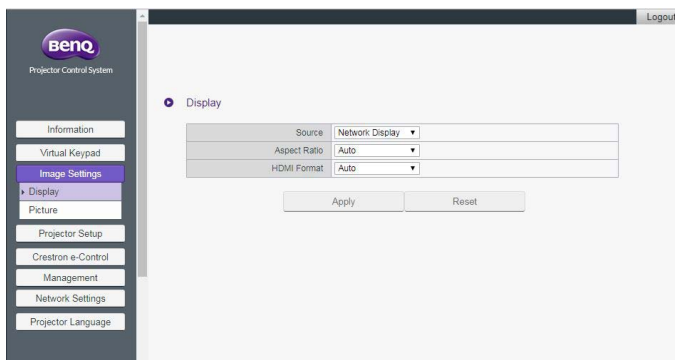 Logout
BenQ
Projector Control System
Display
Information
Virtual Keypad
Image Settings
Display
Picture
Projector Setup
Crestron e-Control
Management
Network Settings
Projector Language
Source Network Display
Aspect Ratio Auto
HDMI Format Auto
Apply Reset